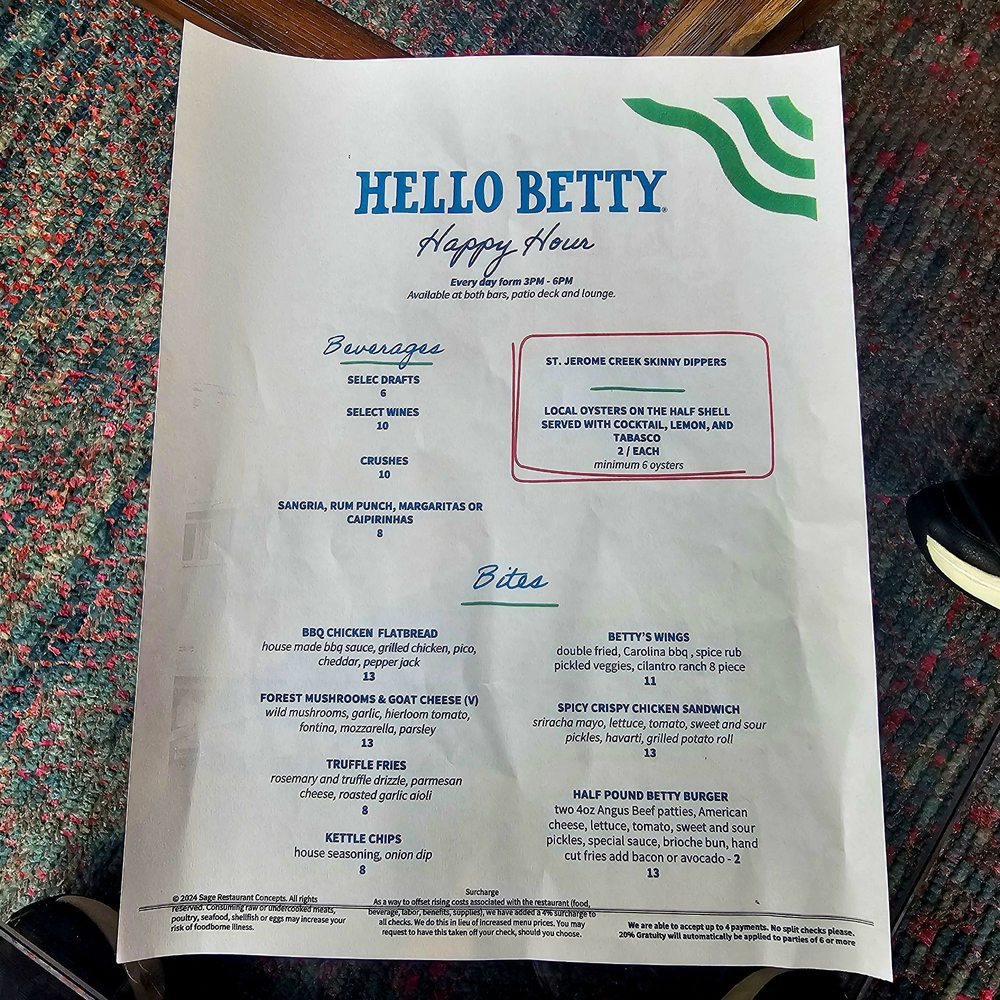 HELLO BETTY®
Happy Hour
Every day form 3PM - 6PM
Available at both bars, patio deck and lounge.
Beverages
SELEC DRAFTS
6
SELECT WINES
10
CRUSHES
10
SANGRIA, RUM PUNCH, MARGARITAS OR
CAIPIRINHAS
8
ST. JEROME CREEK SKINNY DIPPERS
LOCAL OYSTERS ON THE HALF SHELL
SERVED WITH COCKTAIL, LEMON, AND
TABASCO
2 / EACH
minimum 6 oysters
Bites
BBQ CHICKEN FLATBREAD
house made bbq sauce, grilled chicken, pico,
cheddar, pepper jack
13
FOREST MUSHROOMS & GOAT CHEESE (V)
wild mushrooms, garlic, hierloom tomato,
fontina, mozzarella, parsley
13
TRUFFLE FRIES
rosemary and truffle drizzle, parmesan
cheese, roasted garlic aioli
8
KETTLE CHIPS
house seasoning, onion dip
8
BETTY'S WINGS
double fried, Carolina bbq , spice rub
pickled veggies, cilantro ranch 8 piece
11
SPICY CRISPY CHICKEN SANDWICH
sriracha mayo, lettuce, tomato, sweet and sour
pickles, havarti, grilled potato roll
13
HALF POUND BETTY BURGER
two 4oz Angus Beef patties, American
cheese, lettuce, tomato, sweet and sour
pickles, special sauce, brioche bun, hand
cut fries add bacon or avocado - 2
13
© 2024 Sage Restaurant Concepts. All rights
reserved. Consuming raw or undercooked meats,
poultry, seafood, shellfish or eggs may increase your
risk of foodborne illness.
Surcharge
As a way to offset rising costs associated with the restaurant (food,
beverage, labor, benefits, supplies), we have added a 4% surcharge to
all checks. We do this in lieu of increased menu prices. You may
request to have this taken off your check, should you choose.
We are able to accept up to 4 payments. No split checks please.
20% Gratuity will automatically be applied to parties of 6 or more